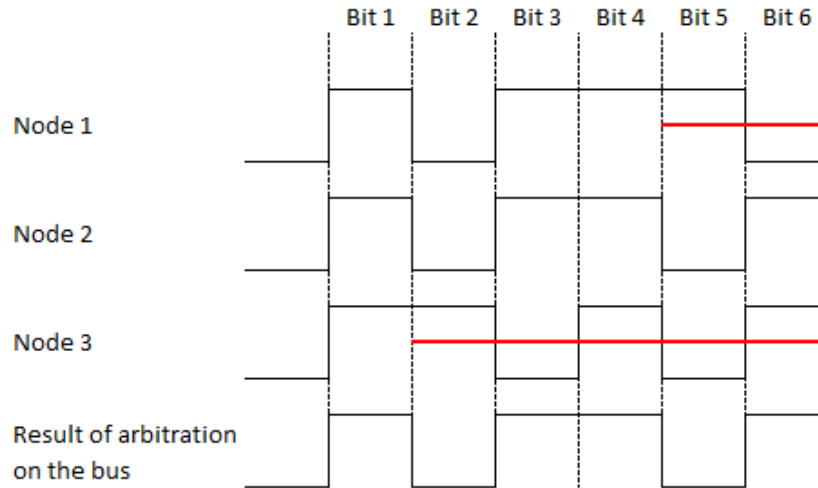 Bit 1 Bit 2 Bit 3 Bit 4 Bit 5 Bit 6
Node 1
Node 2
Node 3
Result of arbitration
on the bus